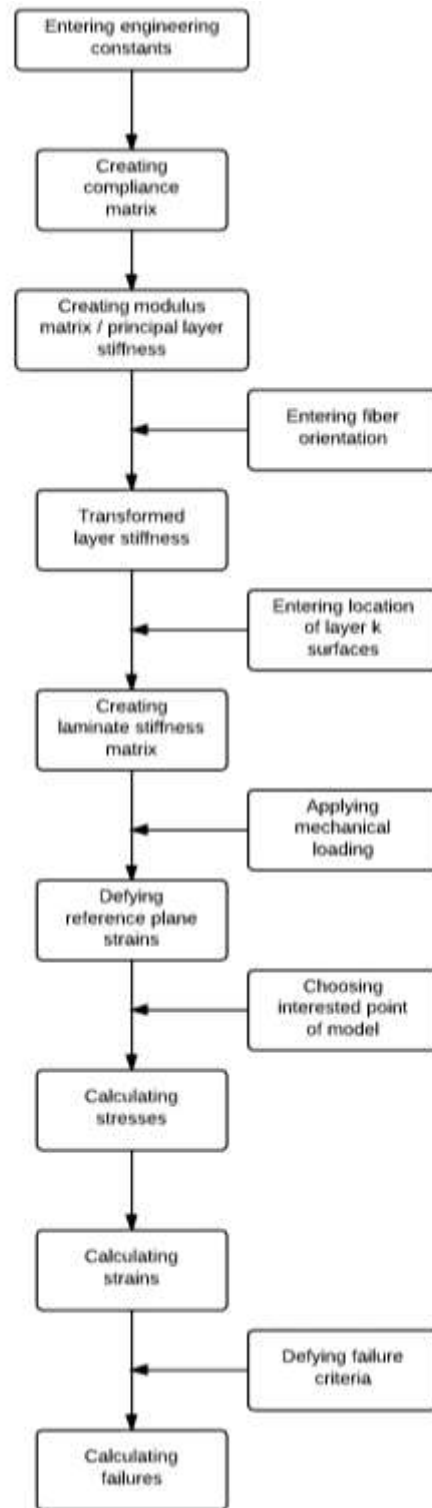 Entering engineering
constants
Creating
compliance
matrix
Creating modulus
matrix / principal layer
stiffness
Entering fiber
orientation
Transformed
layer stiffness
Entering location
of layer k
surfaces
Creating
laminate stiffness
matrix
Applying
mechanical
loading
Defying
reference plane
strains
Choosing
interested point
of model
Calculating
stresses
Calculating
strains
Defying failure
criteria
Calculating
failures